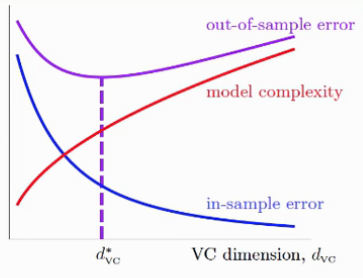 out-of-sample error
model complexity
in-sample error
d*VC
VC dimension, dVC